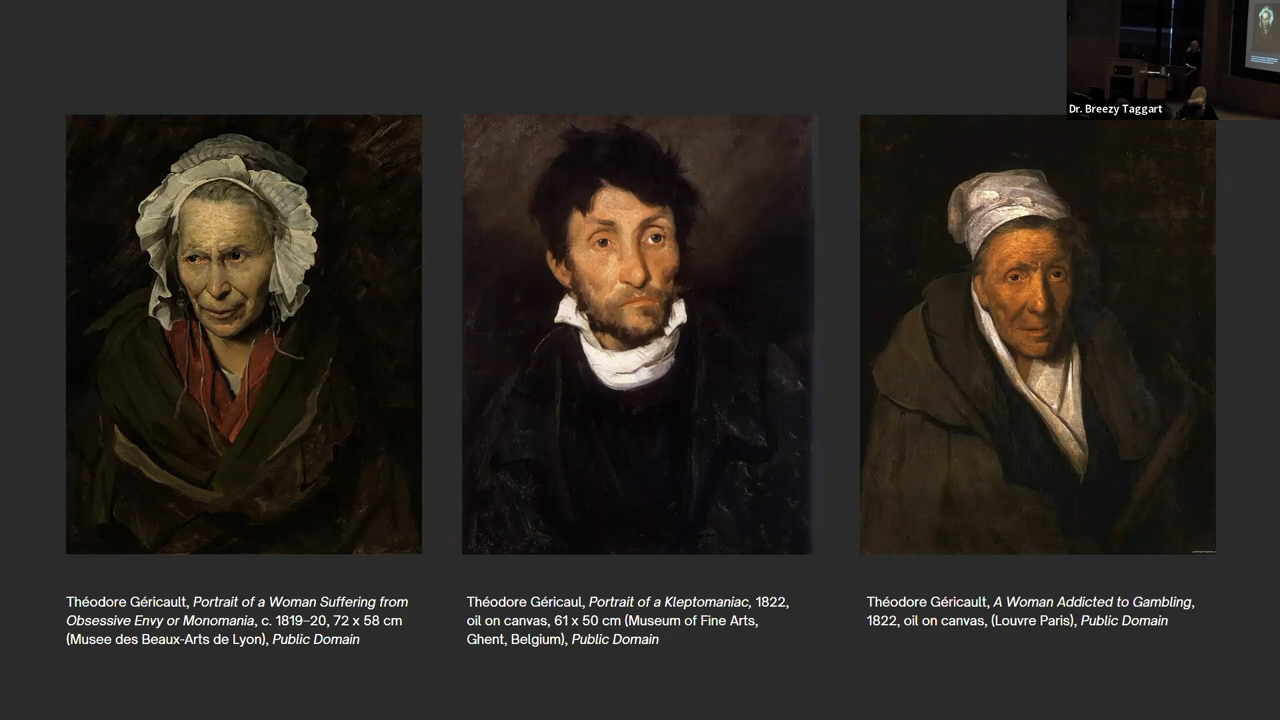 Dr. Breezy Taggart
Théodore Géricault, Portrait of a Woman Suffering from
Obsessive Envy or Monomania, c. 1819–20, 72 x 58 cm
(Musee des Beaux-Arts de Lyon), Public Domain
Théodore Géricaul, Portrait of a Kleptomaniac, 1822,
oil on canvas, 61 x 50 cm (Museum of Fine Arts,
Ghent, Belgium), Public Domain
Théodore Géricault, A Woman Addicted to Gambling,
1822, oil on canvas, (Louvre Paris), Public Domain